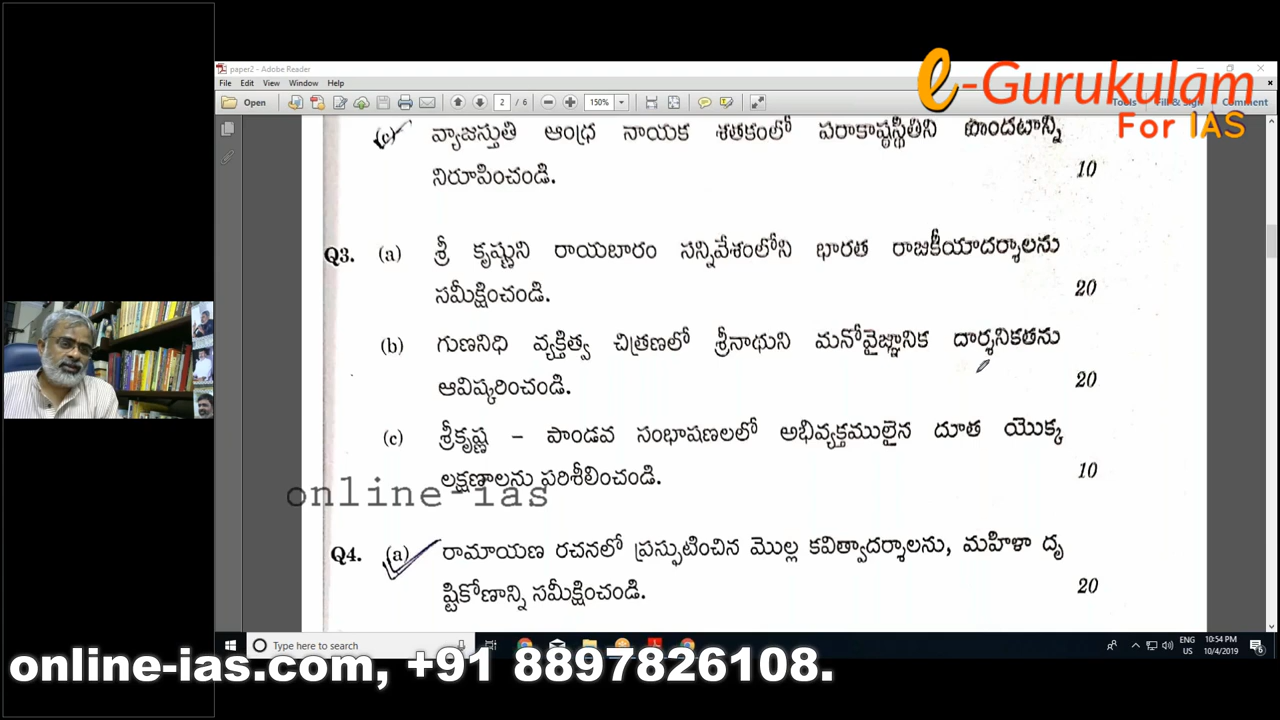 e-Gurukulam
For IAS
paper2 - Adobe Reader
File Edit View Window Help
Open 2 / 6 150% Tools Fill & Sign Comment
(c) వ్యాజస్తుతి ఆంధ్ర నాయక శతకంలో పరాకాష్ఠస్థితిని పొందటాన్ని
నిరూపించండి. 10
Q3. (a) శ్రీ కృష్ణుని రాయబారం సన్నివేశంలోని భారత రాజకీయాదర్శాలను
సమీక్షించండి. 20
(b) గుణనిధి వ్యక్తిత్వ చిత్రణలో శ్రీనాథుని మనోవైజ్ఞానిక దార్శనికతను
ఆవిష్కరించండి. 20
(c) శ్రీకృష్ణ – పాండవ సంభాషణలలో అభివ్యక్తములైన దూత యొక్క
లక్షణాలను పరిశీలించండి. 10
online-ias
Q4. (a) రామాయణ రచనలో ప్రస్ఫుటించిన మొల్ల కవిత్వాదర్శాలను, మహిళా దృ
ష్టికోణాన్ని సమీక్షించండి. 20
Type here to search
ENG 10:54 PM
US 10/4/2019
online-ias.com, +91 8897826108.